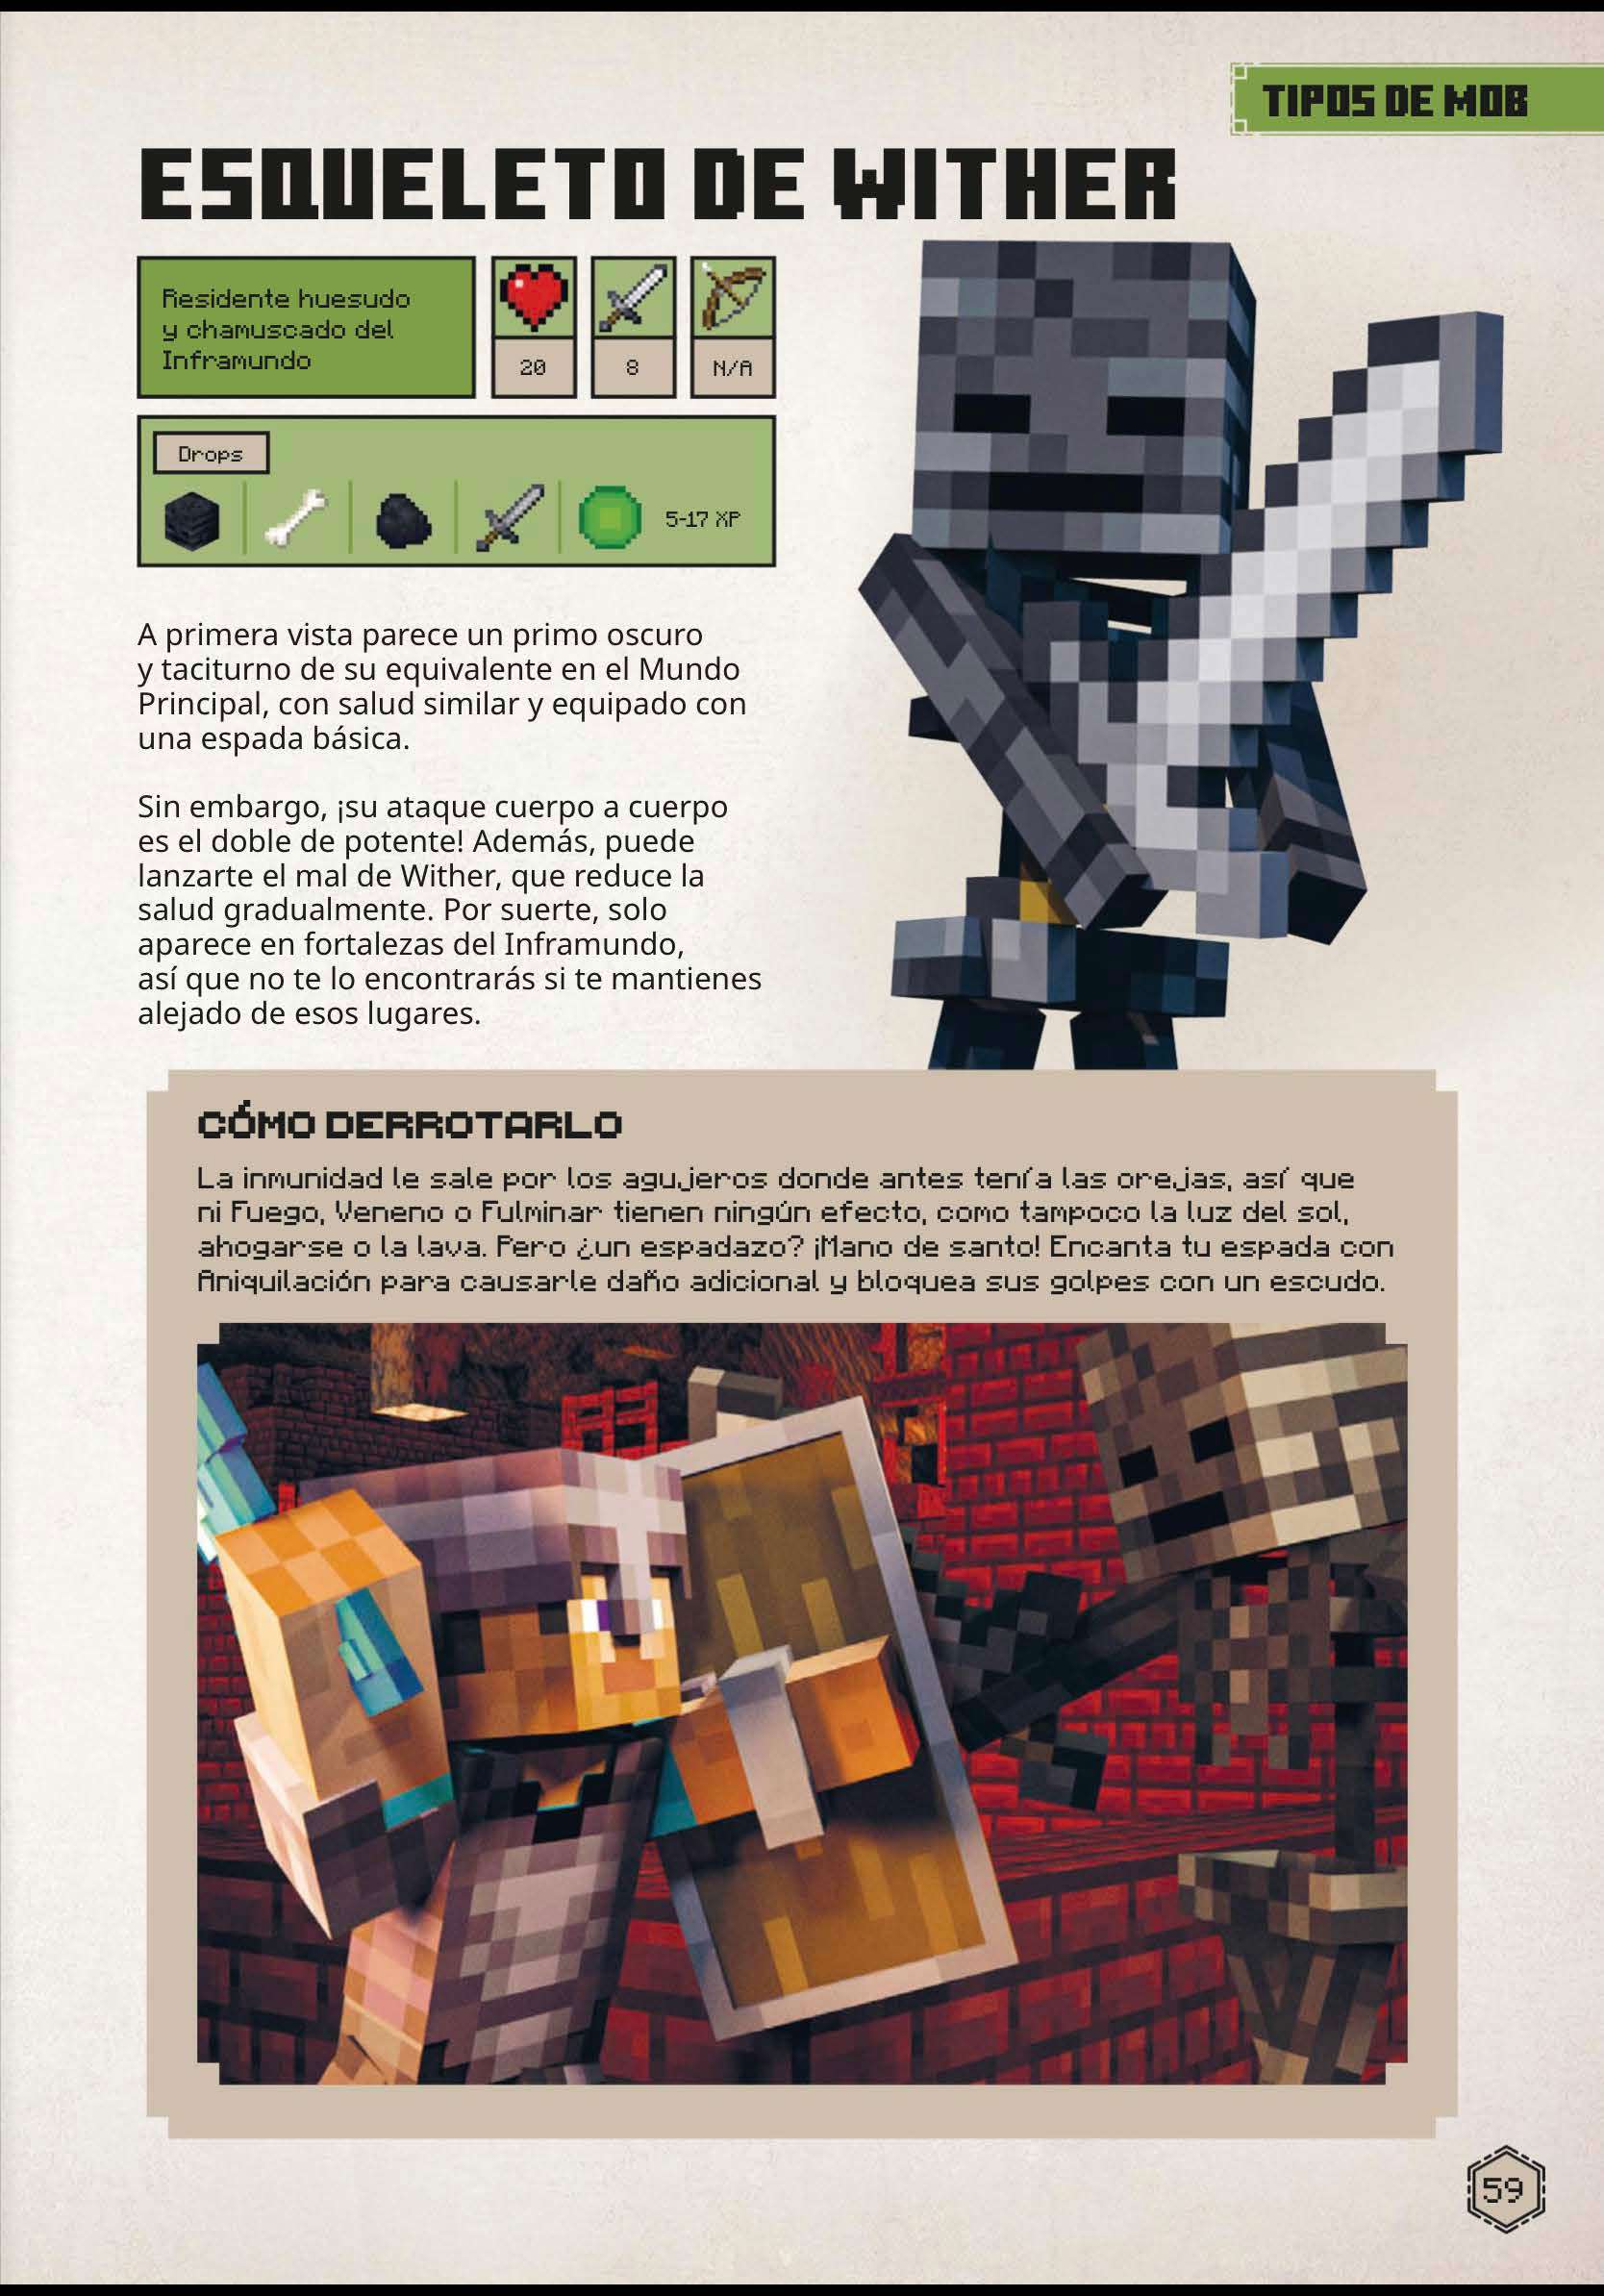 TIPOS DE MOB
ESQUELETO DE WITHER
Residente huesudo
y chamuscado del
Inframundo
20
8
N/A
Drops
5-17 XP
A primera vista parece un primo oscuro
y taciturno de su equivalente en el Mundo
Principal, con salud similar y equipado con
una espada básica.
Sin embargo, ¡su ataque cuerpo a cuerpo
es el doble de potente! Además, puede
lanzarte el mal de Wither, que reduce la
salud gradualmente. Por suerte, solo
aparece en fortalezas del Inframundo,
así que no te lo encontrarás si te mantienes
alejado de esos lugares.
CÓMO DERROTARLO
La inmunidad le sale por los agujeros donde antes tenía las orejas, así que
ni Fuego, Veneno o Fulminar tienen ningún efecto, como tampoco la luz del sol,
ahogarse o la lava. Pero ¿un espadazo? ¡Mano de santo! Encanta tu espada con
Aniquilación para causarle daño adicional y bloquea sus golpes con un escudo.
59